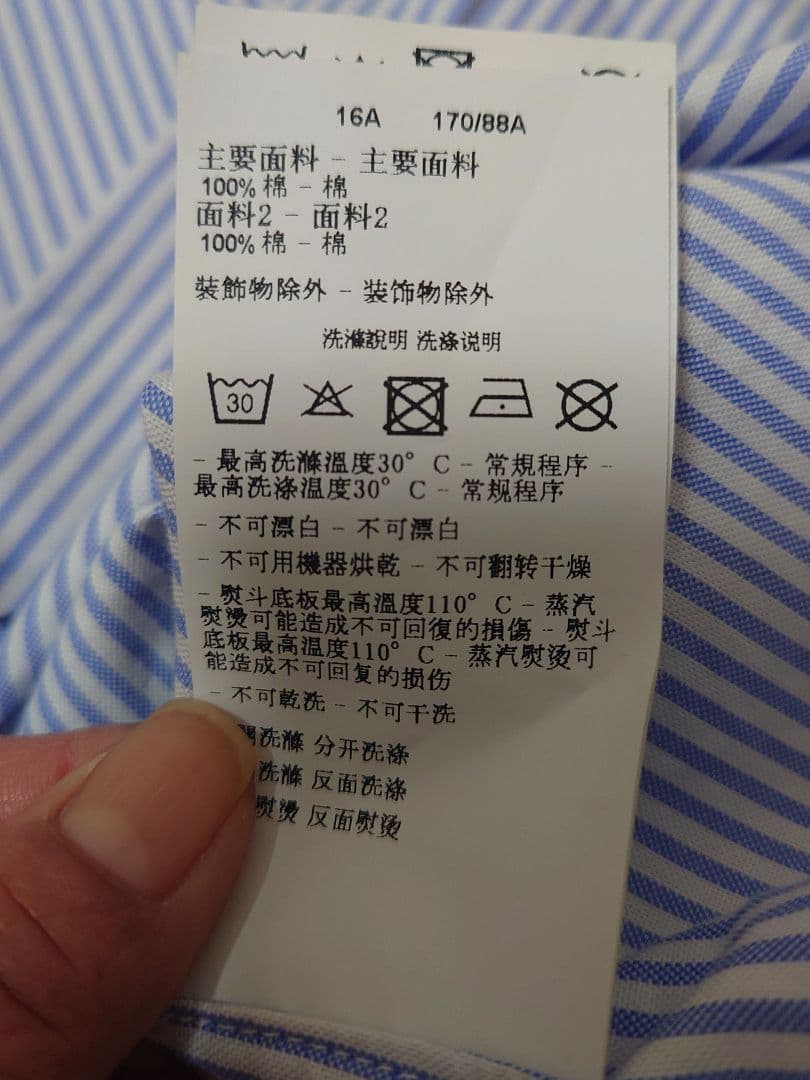 16A 170/88A
主要面料 - 主要面料
100% 棉 - 棉
面料2 - 面料2
100% 棉 - 棉
裝飾物除外 - 装饰物除外
洗滌說明 洗涤说明
30
- 最高洗滌溫度30° C - 常規程序 -
最高洗涤温度30° C - 常规程序
- 不可漂白 - 不可漂白
- 不可用機器烘乾 - 不可翻转干燥
- 熨斗底板最高溫度110° C - 蒸汽
熨燙可能造成不可回復的損傷 - 熨斗
底板最高温度110° C - 蒸汽熨烫可
能造成不可回复的损伤
- 不可乾洗 - 不可干洗
開洗滌 分开洗涤
洗滌 反面洗涤
熨燙 反面熨烫